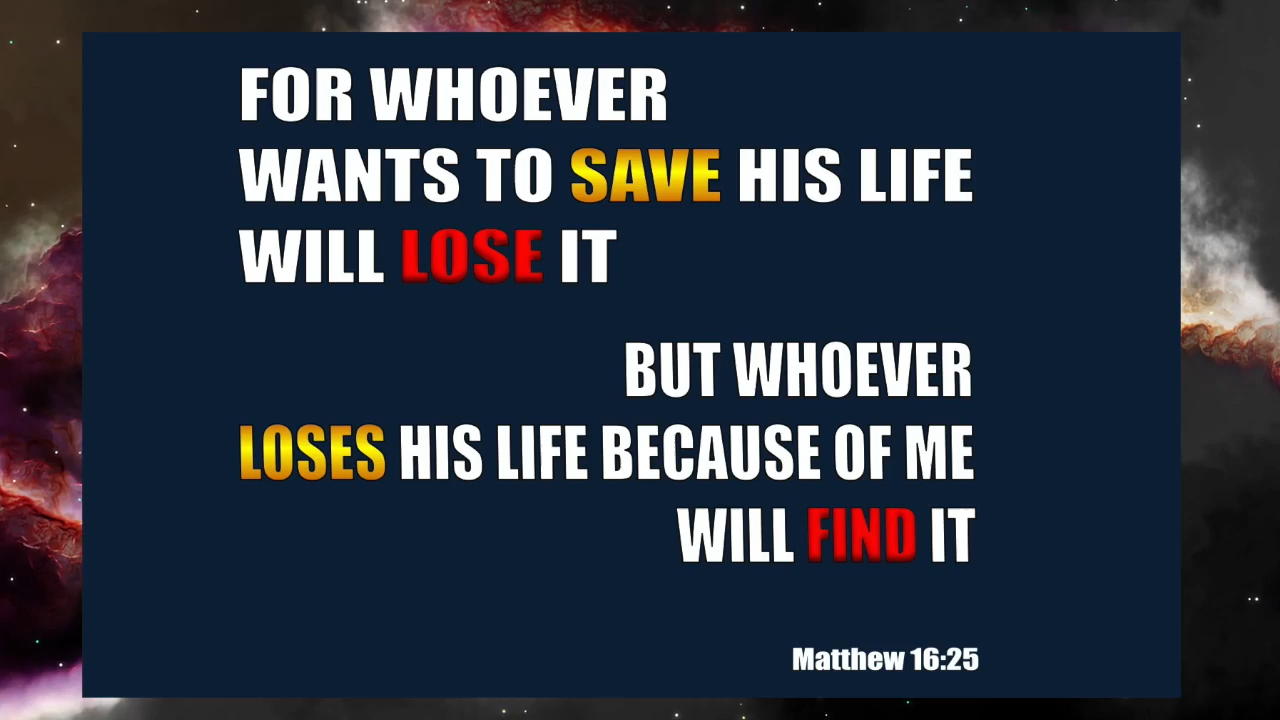 FOR WHOEVER
WANTS TO SAVE HIS LIFE
WILL LOSE IT
BUT WHOEVER
LOSES HIS LIFE BECAUSE OF ME
WILL FIND IT
Matthew 16:25